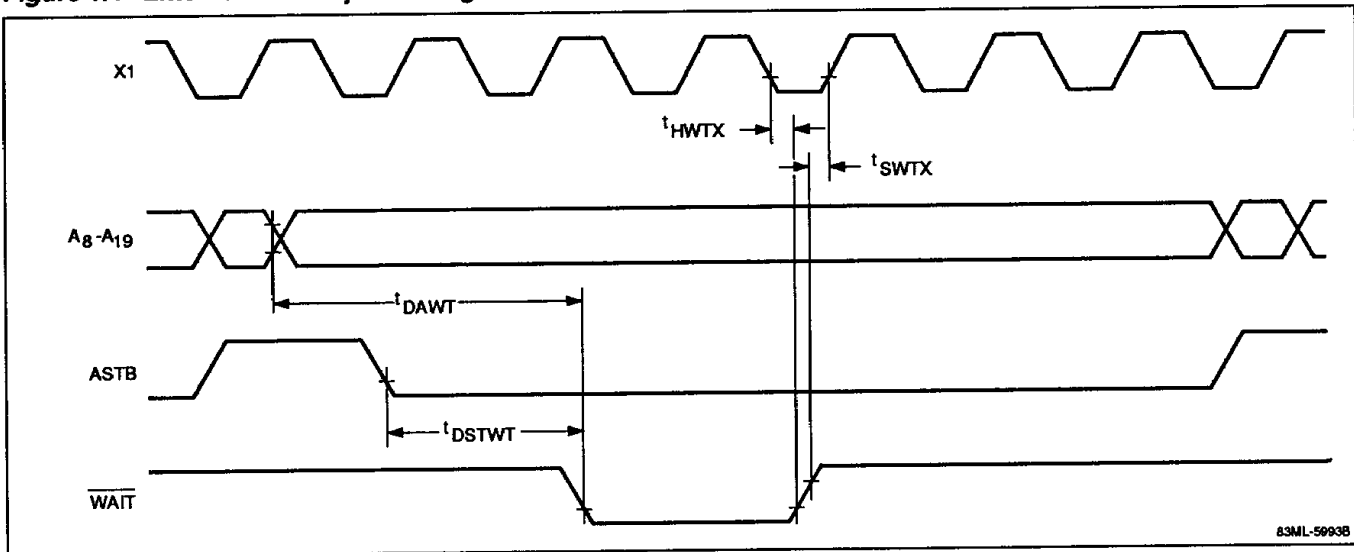 X1
tHWTX
tSWTX
A8-A19
tDAWT
ASTB
tDSTWT
WAIT
83ML-5993B